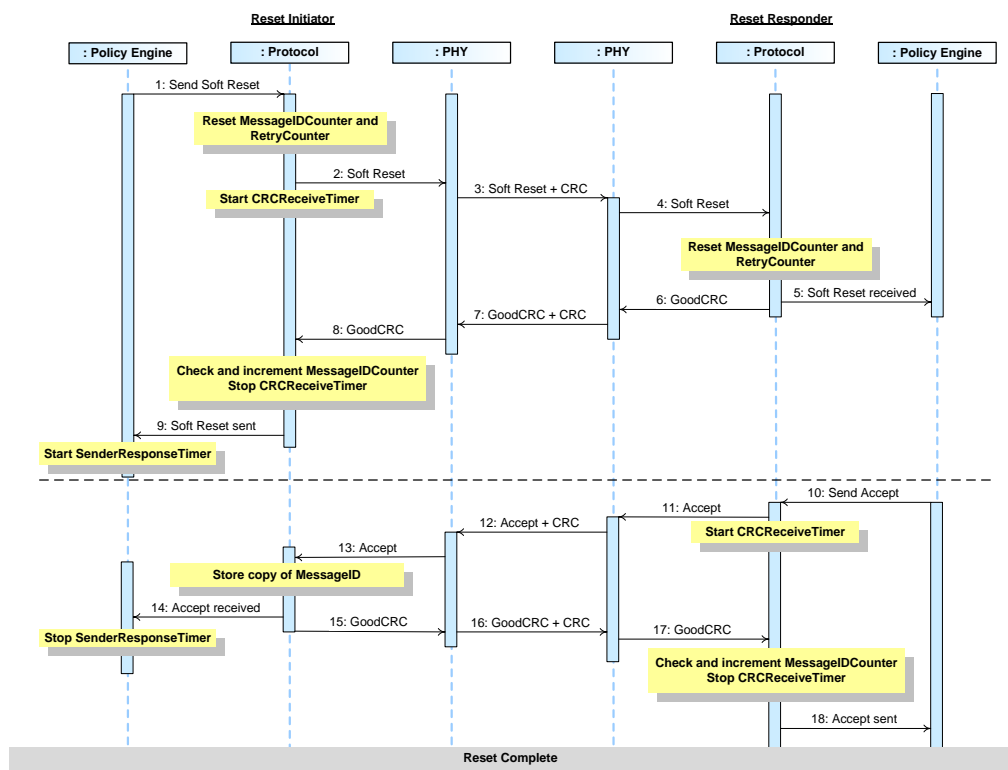 Reset Initiator
Reset Responder
: Policy Engine
: Protocol
: PHY
: PHY
: Protocol
: Policy Engine
1: Send Soft Reset
Reset MessageIDCounter and
RetryCounter
2: Soft Reset
3: Soft Reset + CRC
Start CRCReceiveTimer
4: Soft Reset
Reset MessageIDCounter and
RetryCounter
5: Soft Reset received
6: GoodCRC
7: GoodCRC + CRC
8: GoodCRC
Check and increment MessageIDCounter
Stop CRCReceiveTimer
9: Soft Reset sent
Start SenderResponseTimer
10: Send Accept
11: Accept
12: Accept + CRC
Start CRCReceiveTimer
13: Accept
Store copy of MessageID
14: Accept received
15: GoodCRC
16: GoodCRC + CRC
17: GoodCRC
Stop SenderResponseTimer
Check and increment MessageIDCounter
Stop CRCReceiveTimer
18: Accept sent
Reset Complete